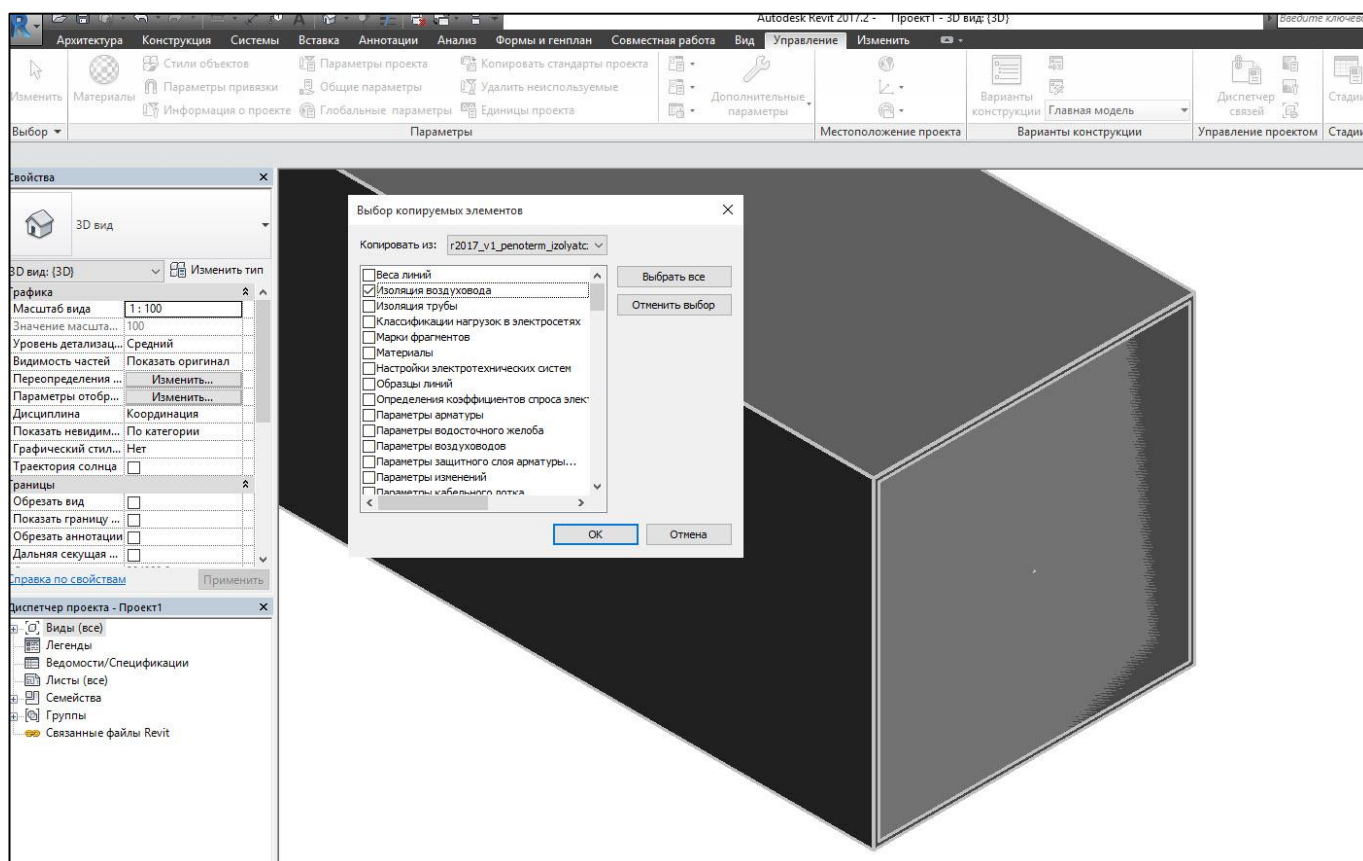 Autodesk Revit 2017.2 - Проект1 - 3D вид: {3D}
Введите ключево
Архитектура Конструкция Системы Вставка Аннотации Анализ Формы и генплан Совместная работа Вид Управление Изменить
Стили объектов Параметры проекта Копировать стандарты проекта
Изменить Материалы Параметры привязки Общие параметры Удалить неиспользуемые Дополнительные параметры Варианты конструкции Диспетчер связей Стадии
Информация о проекте Глобальные параметры Единицы проекта Главная модель
Выбор Параметры Местоположение проекта Варианты конструкции Управление проектом Стадии
Свойства
3D вид
3D вид: {3D} Изменить тип
Графика
Масштаб вида 1 : 100
Значение масшта... 100
Уровень детализац... Средний
Видимость частей Показать оригинал
Переопределения ... Изменить...
Параметры отобр... Изменить...
Дисциплина Координация
Показать невидим... По категории
Графический стил... Нет
Траектория солнца
Границы
Обрезать вид
Показать границу ...
Обрезать аннотации
Дальняя секущая ...
Справка по свойствам Применить
Диспетчер проекта - Проект1
Виды (все)
Легенды
Ведомости/Спецификации
Листы (все)
Семейства
Группы
Связанные файлы Revit
Выбор копируемых элементов
Копировать из: r2017_v1_penoterm_izolyatc:
Веса линий
Изоляция воздуховода
Изоляция трубы
Классификации нагрузок в электросетях
Марки фрагментов
Материалы
Настройки электротехнических систем
Образцы линий
Определения коэффициентов спроса элект
Параметры арматуры
Параметры водосточного желоба
Параметры воздуховодов
Параметры защитного слоя арматуры...
Параметры изменений
Параметры кабельного лотка
Выбрать все
Отменить выбор
OK Отмена